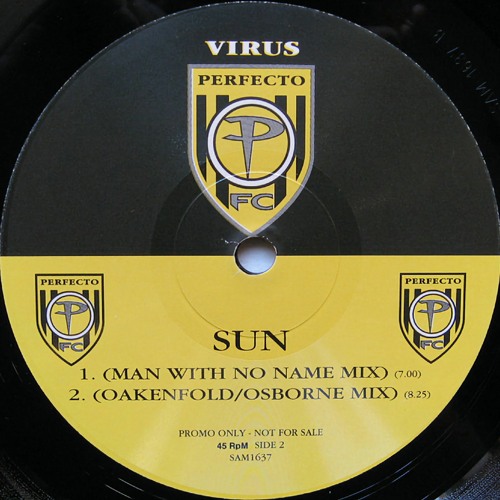 VIRUS
PERFECTO
P
FC
PERFECTO
P
FC
PERFECTO
P
FC
SUN
1. (MAN WITH NO NAME MIX) (7.00)
2. (OAKENFOLD/OSBORNE MIX) (8.25)
PROMO ONLY - NOT FOR SALE
45 RpM SIDE 2
SAM1637